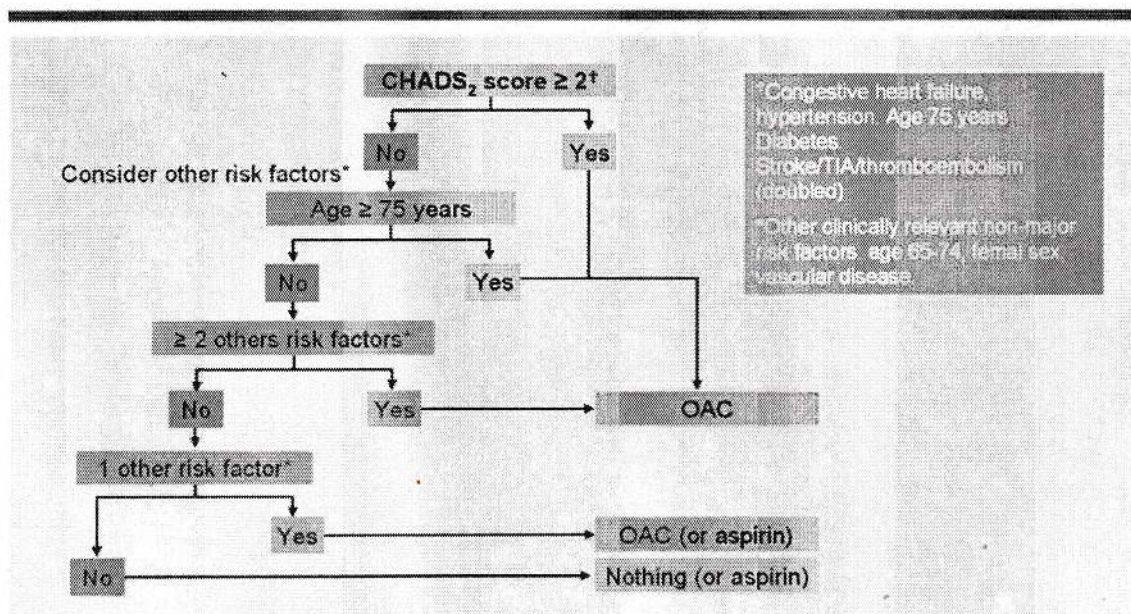 CHADS₂ score ≥ 2†
No
Yes
Consider other risk factors*
Age ≥ 75 years
No
Yes
≥ 2 others risk factors*
No
Yes
OAC
1 other risk factor*
Yes
OAC (or aspirin)
No
Nothing (or aspirin)
*Congestive heart failure,
hypertension. Age 75 years
Diabetes.
Stroke/TIA/thromboembolism
(doubled)
*Other clinically relevant non-major
risk factors: age 65-74, femal sex
vascular disease